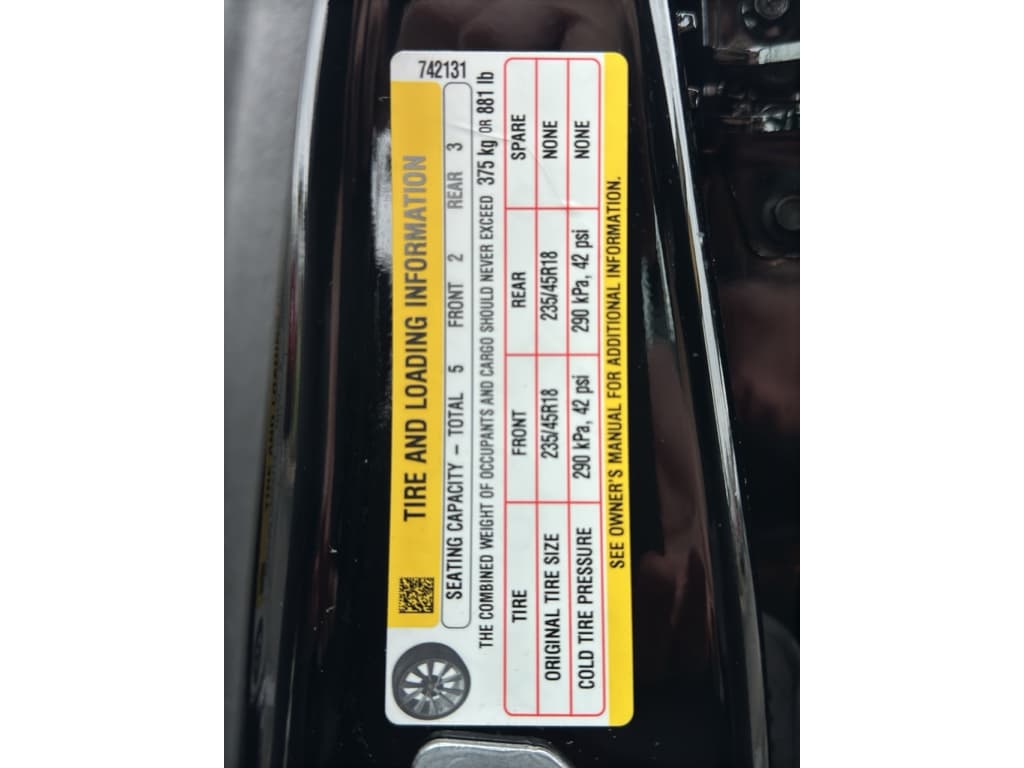 742131
TIRE AND LOADING INFORMATION
SEATING CAPACITY – TOTAL 5 FRONT 2 REAR 3
THE COMBINED WEIGHT OF OCCUPANTS AND CARGO SHOULD NEVER EXCEED 375 kg OR 881 lb
TIRE FRONT REAR SPARE
ORIGINAL TIRE SIZE 235/45R18 235/45R18 NONE
COLD TIRE PRESSURE 290 kPa, 42 psi 290 kPa, 42 psi NONE
SEE OWNER'S MANUAL FOR ADDITIONAL INFORMATION.